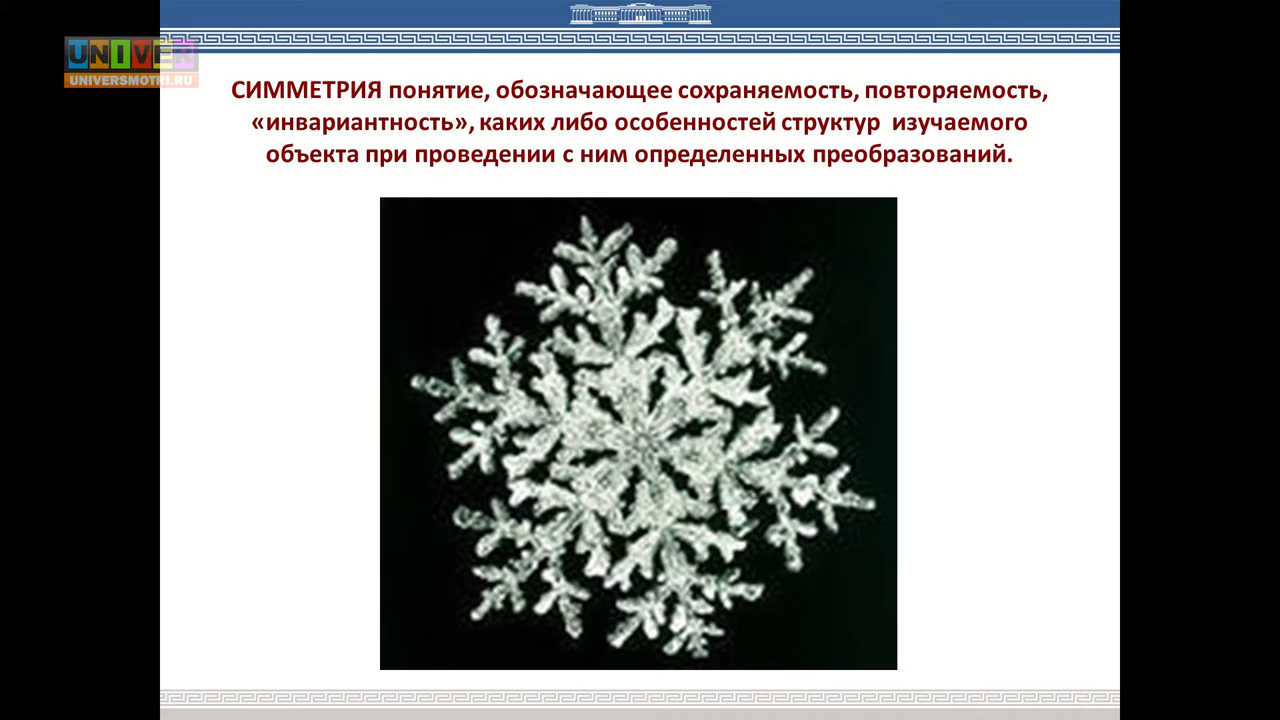 UNIVER
UNIVERSMOTRI.RU
СИММЕТРИЯ понятие, обозначающее сохраняемость, повторяемость,
«инвариантность», каких либо особенностей структур изучаемого
объекта при проведении с ним определенных преобразований.